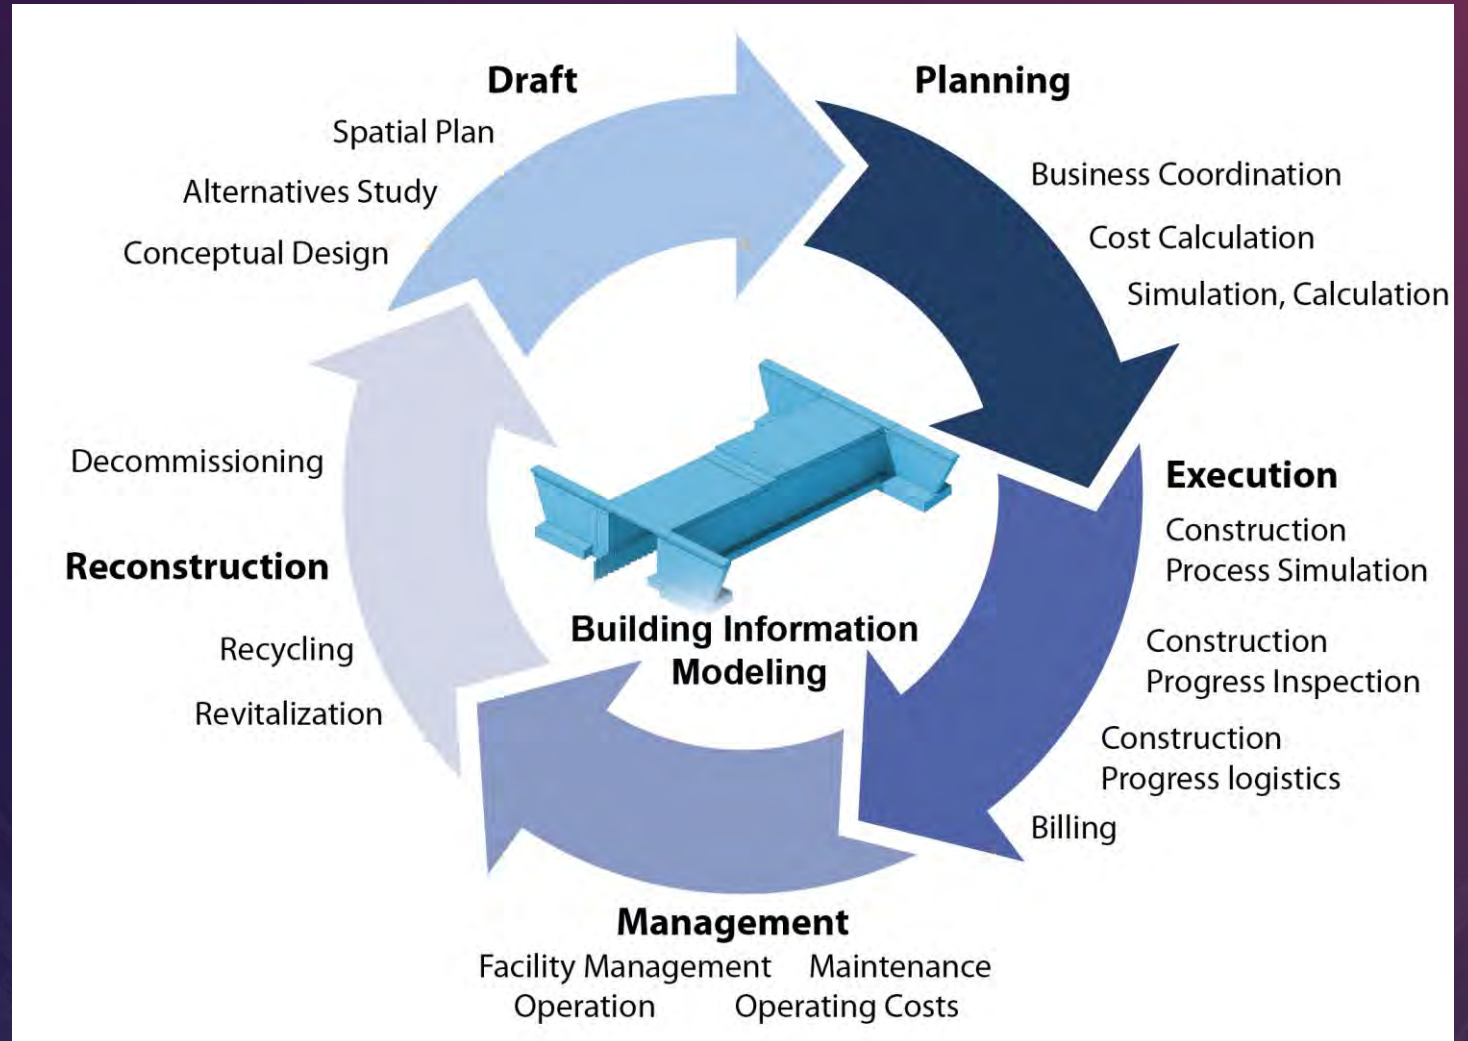 Draft
Spatial Plan
Alternatives Study
Conceptual Design
Planning
Business Coordination
Cost Calculation
Simulation, Calculation
Execution
Construction
Process Simulation
Construction
Progress Inspection
Construction
Progress logistics
Billing
Management
Facility Management Maintenance
Operation Operating Costs
Decommissioning
Reconstruction
Recycling
Revitalization
Building Information
Modeling